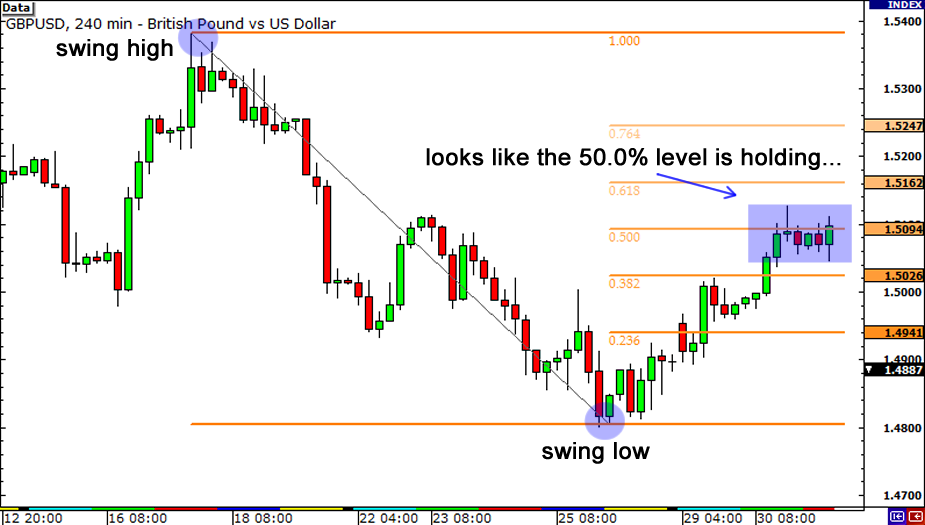 Data
INDEX
GBPUSD, 240 min - British Pound vs US Dollar
1.5400
swing high
1.000
1.5300
1.5247
0.764
looks like the 50.0% level is holding...
1.5200
1.5162
0.618
1.5094
0.500
1.5026
0.382
1.5000
1.4941
0.236
1.4900
1.4887
1.4800
swing low
1.4700
12 20:00 16 08:00 18 08:00 22 04:00 23 08:00 25 08:00 29 04:00 30 08:00